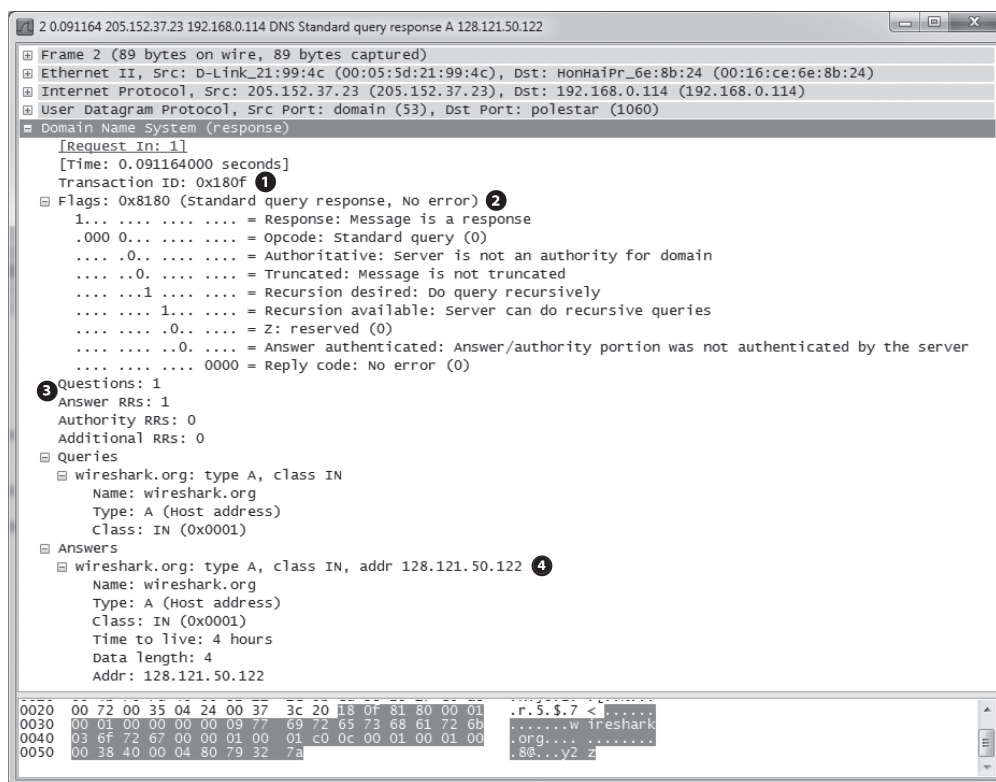 2 0.091164 205.152.37.23 192.168.0.114 DNS Standard query response A 128.121.50.122
Frame 2 (89 bytes on wire, 89 bytes captured)
Ethernet II, Src: D-Link_21:99:4c (00:05:5d:21:99:4c), Dst: HonHaiPr_6e:8b:24 (00:16:ce:6e:8b:24)
Internet Protocol, Src: 205.152.37.23 (205.152.37.23), Dst: 192.168.0.114 (192.168.0.114)
User Datagram Protocol, Src Port: domain (53), Dst Port: polestar (1060)
Domain Name System (response)
[Request In: 1]
[Time: 0.091164000 seconds]
Transaction ID: 0x180f 1
Flags: 0x8180 (Standard query response, No error) 2
1... .... .... .... = Response: Message is a response
.000 0... .... .... = Opcode: Standard query (0)
.... .0.. .... .... = Authoritative: Server is not an authority for domain
.... ..0. .... .... = Truncated: Message is not truncated
.... ...1 .... .... = Recursion desired: Do query recursively
.... .... 1... .... = Recursion available: Server can do recursive queries
.... .... .0.. .... = Z: reserved (0)
.... .... ..0. .... = Answer authenticated: Answer/authority portion was not authenticated by the server
.... .... .... 0000 = Reply code: No error (0)
3 Questions: 1
Answer RRs: 1
Authority RRs: 0
Additional RRs: 0
Queries
wireshark.org: type A, class IN
Name: wireshark.org
Type: A (Host address)
Class: IN (0x0001)
Answers
wireshark.org: type A, class IN, addr 128.121.50.122 4
Name: wireshark.org
Type: A (Host address)
Class: IN (0x0001)
Time to live: 4 hours
Data length: 4
Addr: 128.121.50.122
0020 00 72 00 35 04 24 00 37 3c 20 18 0f 81 80 00 01 .r.5.$.7 < ......
0030 00 01 00 00 00 00 09 77 69 72 65 73 68 61 72 6b .......w ireshark
0040 03 6f 72 67 00 00 01 00 01 c0 0c 00 01 00 01 00 .org.... ........
0050 00 38 40 00 04 80 79 32 7a .8@...y2 z